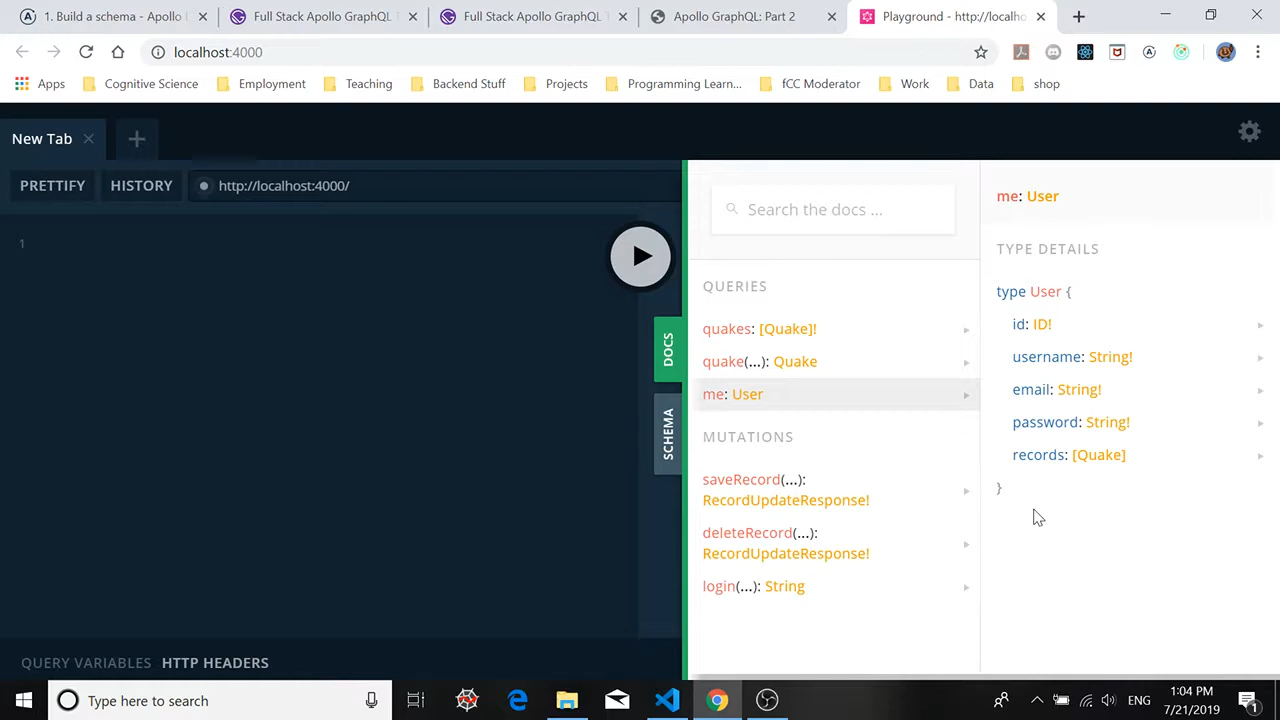 1. Build a schema - Apollo
Full Stack Apollo GraphQL
Full Stack Apollo GraphQL
Apollo GraphQL: Part 2
Playground - http://localho
localhost:4000
Apps
Cognitive Science
Employment
Teaching
Backend Stuff
Projects
Programming Learn...
fCC Moderator
Work
Data
shop
New Tab
PRETTIFY
HISTORY
http://localhost:4000/
1
DOCS
SCHEMA
Search the docs ...
QUERIES
quakes: [Quake]!
quake(...): Quake
me: User
MUTATIONS
saveRecord(...):
RecordUpdateResponse!
deleteRecord(...):
RecordUpdateResponse!
login(...): String
me: User
TYPE DETAILS
type User {
id: ID!
username: String!
email: String!
password: String!
records: [Quake]
}
QUERY VARIABLES
HTTP HEADERS
Type here to search
ENG
1:04 PM
7/21/2019
1